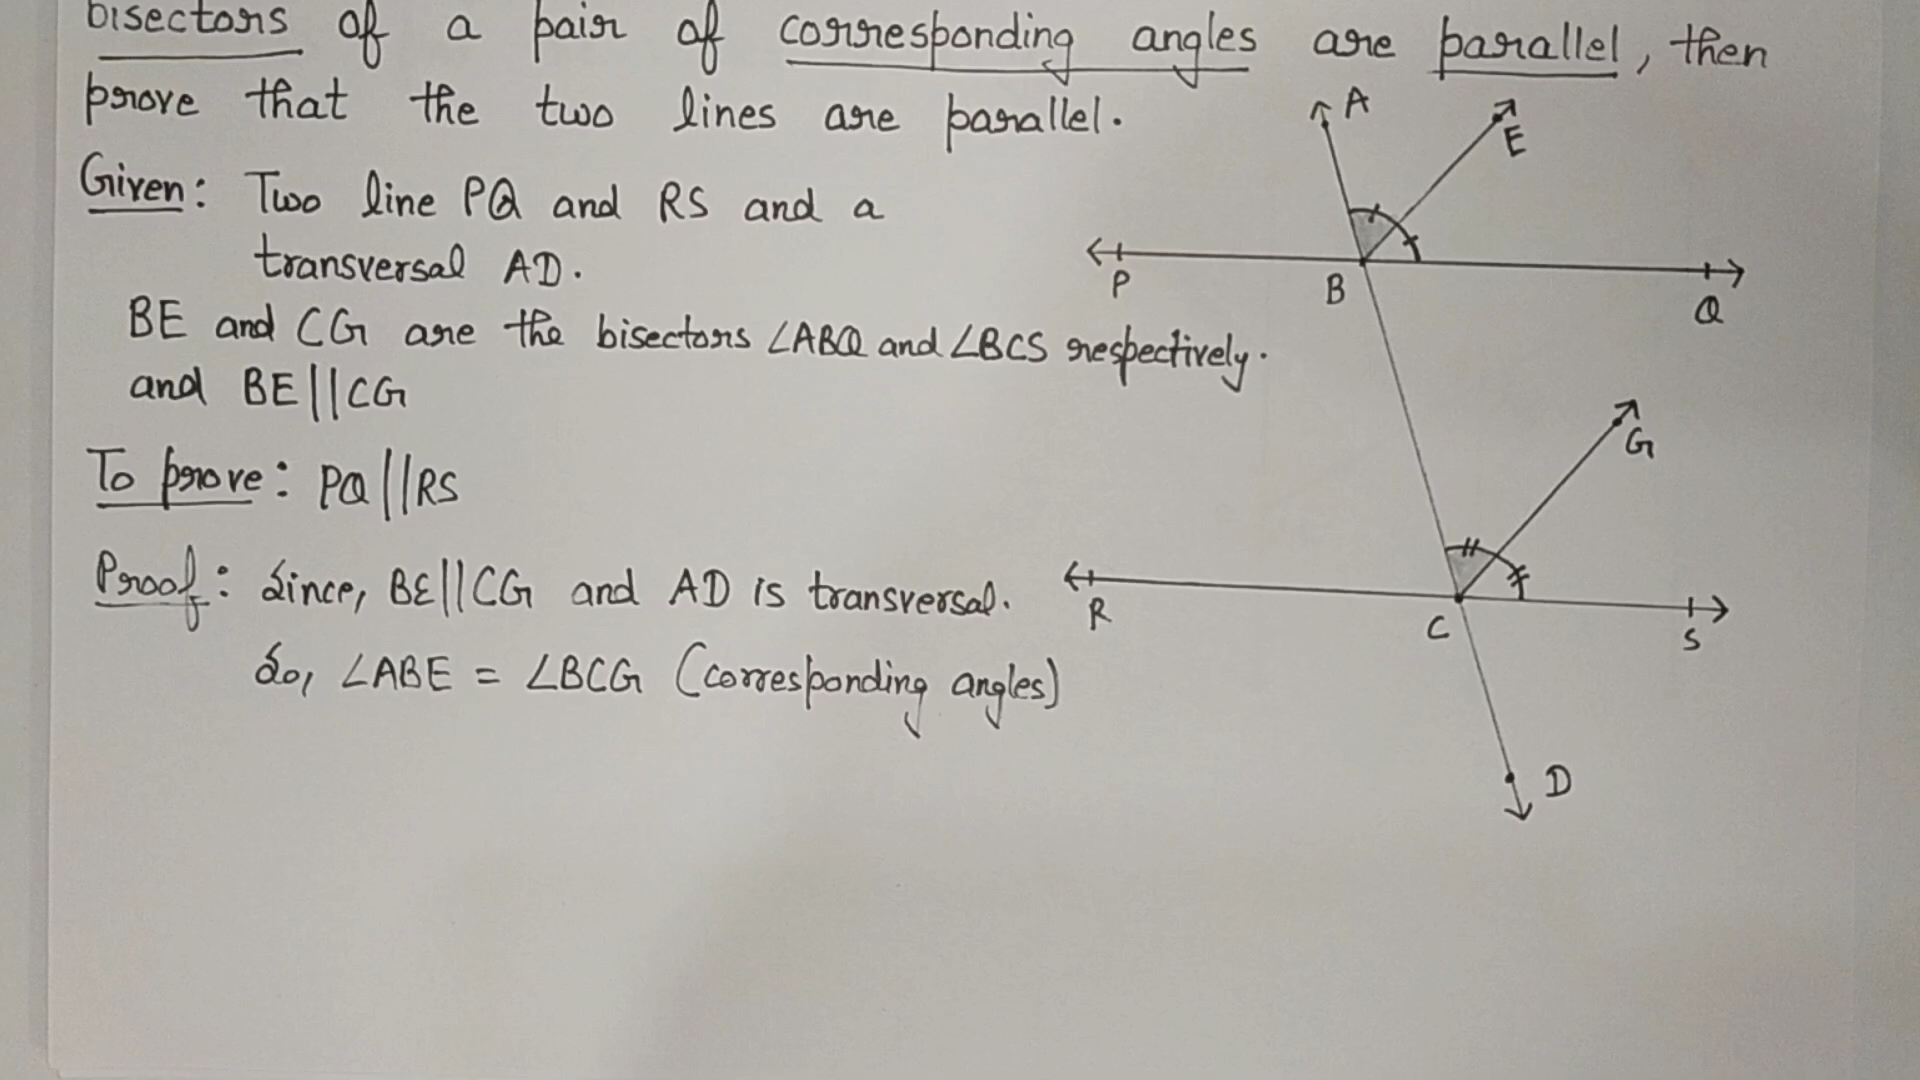 bisectors of a pair of corresponding angles are parallel, then
prove that the two lines are parallel.
Given: Two line PQ and RS and a
transversal AD.
BE and CG are the bisectors ∠ABQ and ∠BCS respectively.
and BE||CG
To prove: PQ||RS
Proof: Since, BE||CG and AD is transversal.
So, ∠ABE = ∠BCG (corresponding angles)
A
E
P
B
Q
G
R
C
S
D